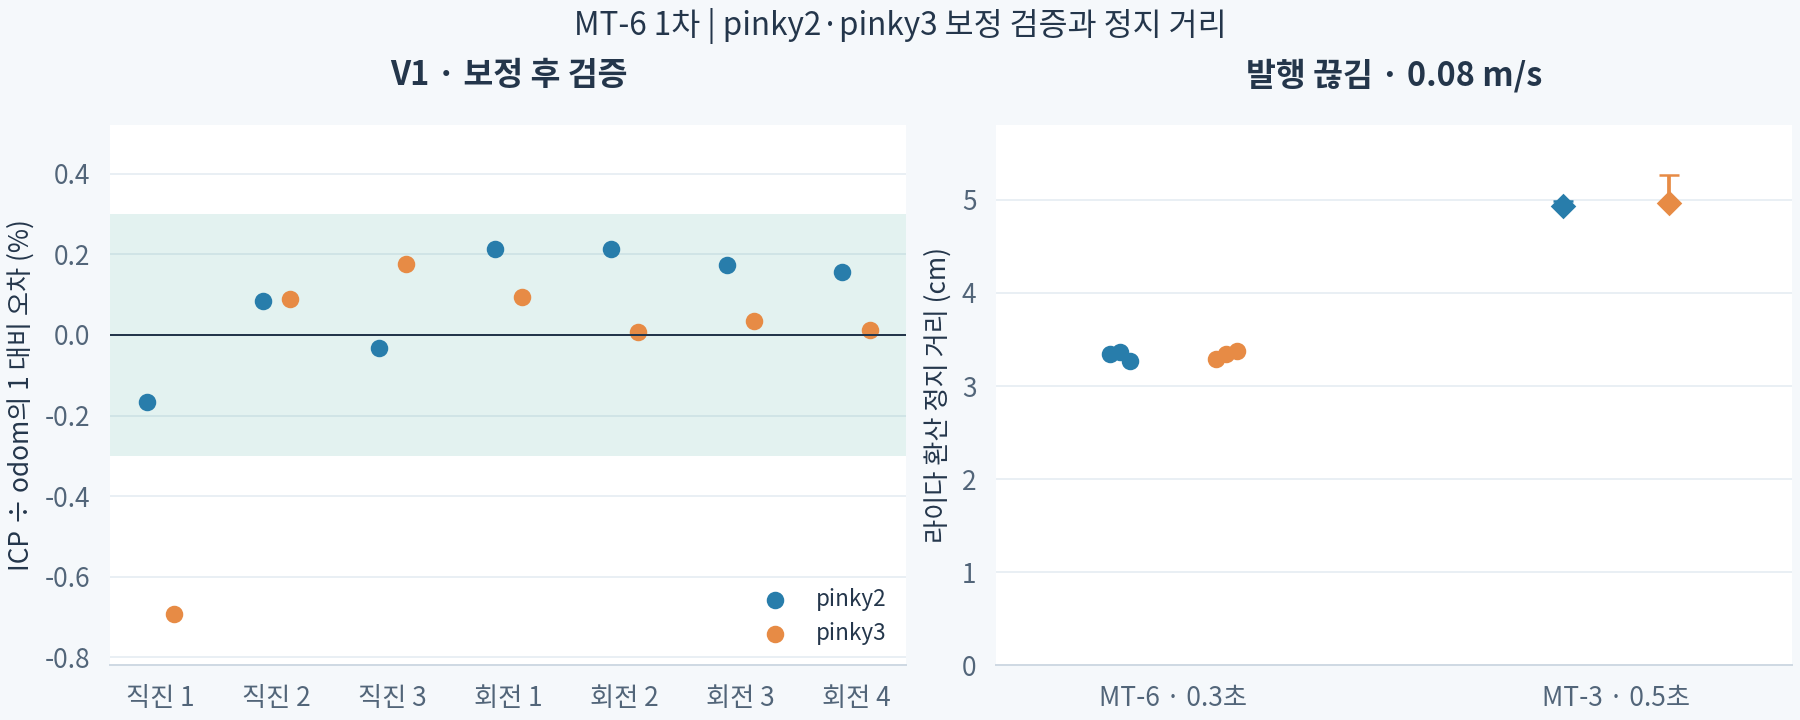 MT-6 1차 | pinky2·pinky3 보정 검증과 정지 거리
V1 · 보정 후 검증
ICP ÷ odom의 1 대비 오차 (%)
0.4
0.2
0.0
-0.2
-0.4
-0.6
-0.8
pinky2
pinky3
직진 1
직진 2
직진 3
회전 1
회전 2
회전 3
회전 4
발행 끊김 · 0.08 m/s
라이다 환산 정지 거리 (cm)
5
4
3
2
1
0
MT-6 · 0.3초
MT-3 · 0.5초